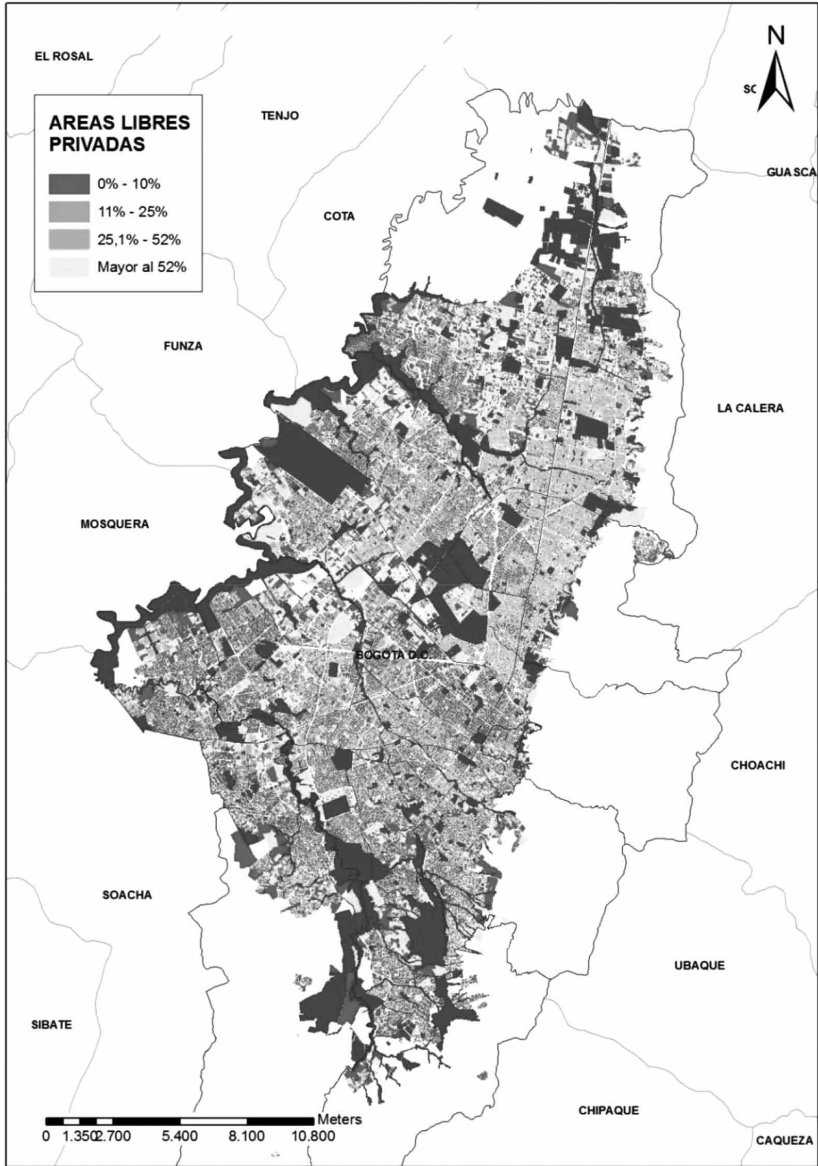 EL ROSAL
N
TENJO
AREAS LIBRES
PRIVADAS
0% - 10%
11% - 25%
25,1% - 52%
Mayor al 52%
GUASCA
COTA
FUNZA
LA CALERA
MOSQUERA
BOGOTA D.C.
CHOACHI
SOACHA
UBAQUE
SIBATE
CHIPAQUE
Meters
0 1.350 2.700 5.400 8.100 10.800
CAQUEZA